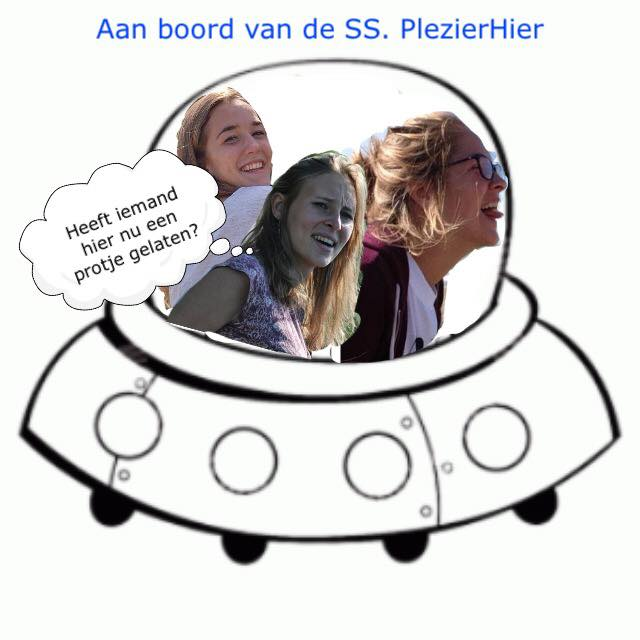 Aan boord van de SS. PlezierHier
Heeft iemand
hier nu een
protje gelaten?